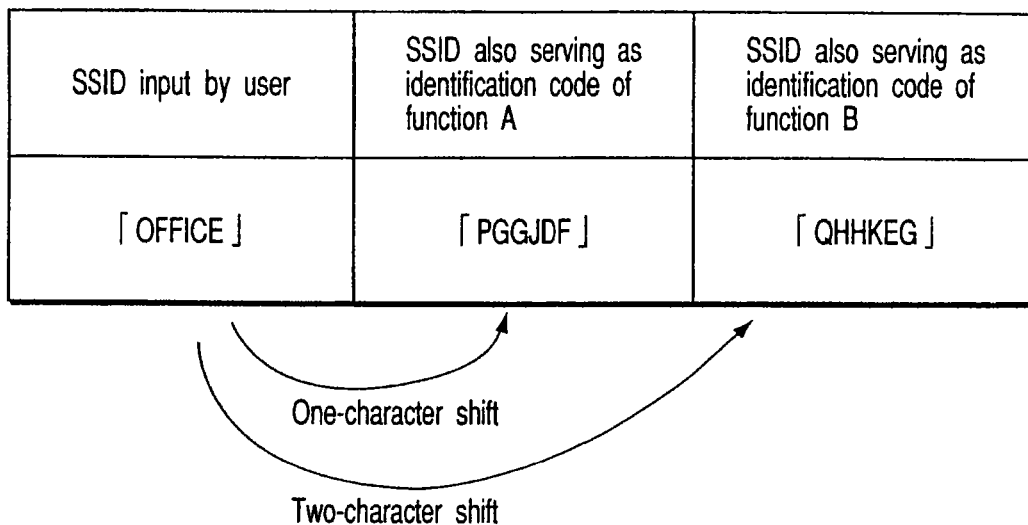 SSID input by user
SSID also serving as
identification code of
function A
SSID also serving as
identification code of
function B
「OFFICE」
「PGGJDF」
「QHHKEG」
One-character shift
Two-character shift